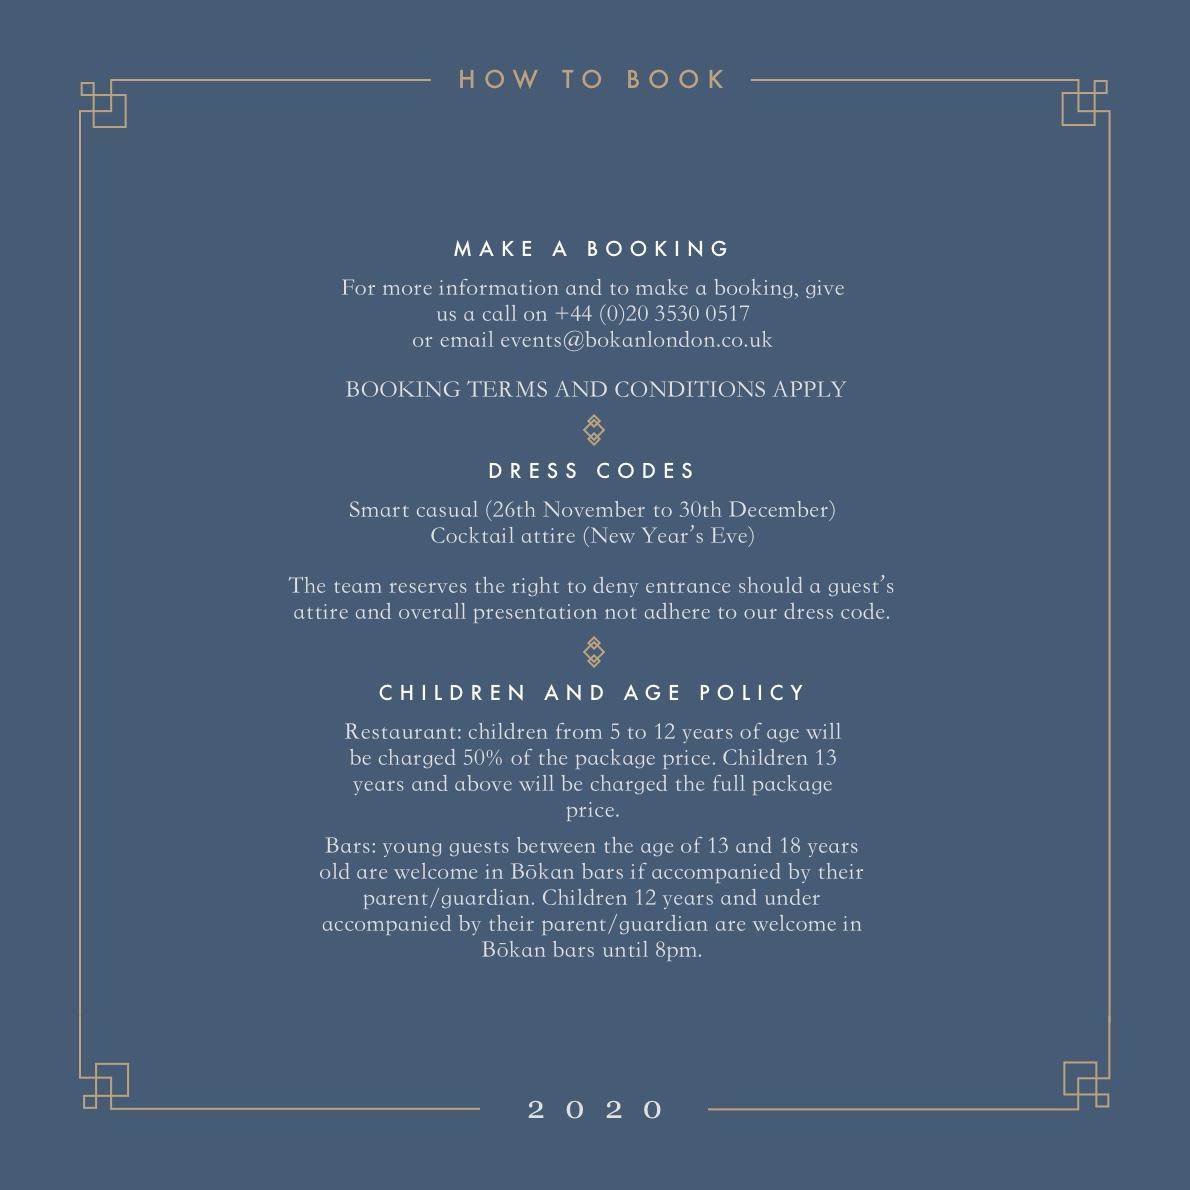 HOW TO BOOK
MAKE A BOOKING
For more information and to make a booking, give
us a call on +44 (0)20 3530 0517
or email events@bokanlondon.co.uk
BOOKING TERMS AND CONDITIONS APPLY
DRESS CODES
Smart casual (26th November to 30th December)
Cocktail attire (New Year’s Eve)
The team reserves the right to deny entrance should a guest’s
attire and overall presentation not adhere to our dress code.
CHILDREN AND AGE POLICY
Restaurant: children from 5 to 12 years of age will
be charged 50% of the package price. Children 13
years and above will be charged the full package
price.
Bars: young guests between the age of 13 and 18 years
old are welcome in Bōkan bars if accompanied by their
parent/guardian. Children 12 years and under
accompanied by their parent/guardian are welcome in
Bōkan bars until 8pm.
2020